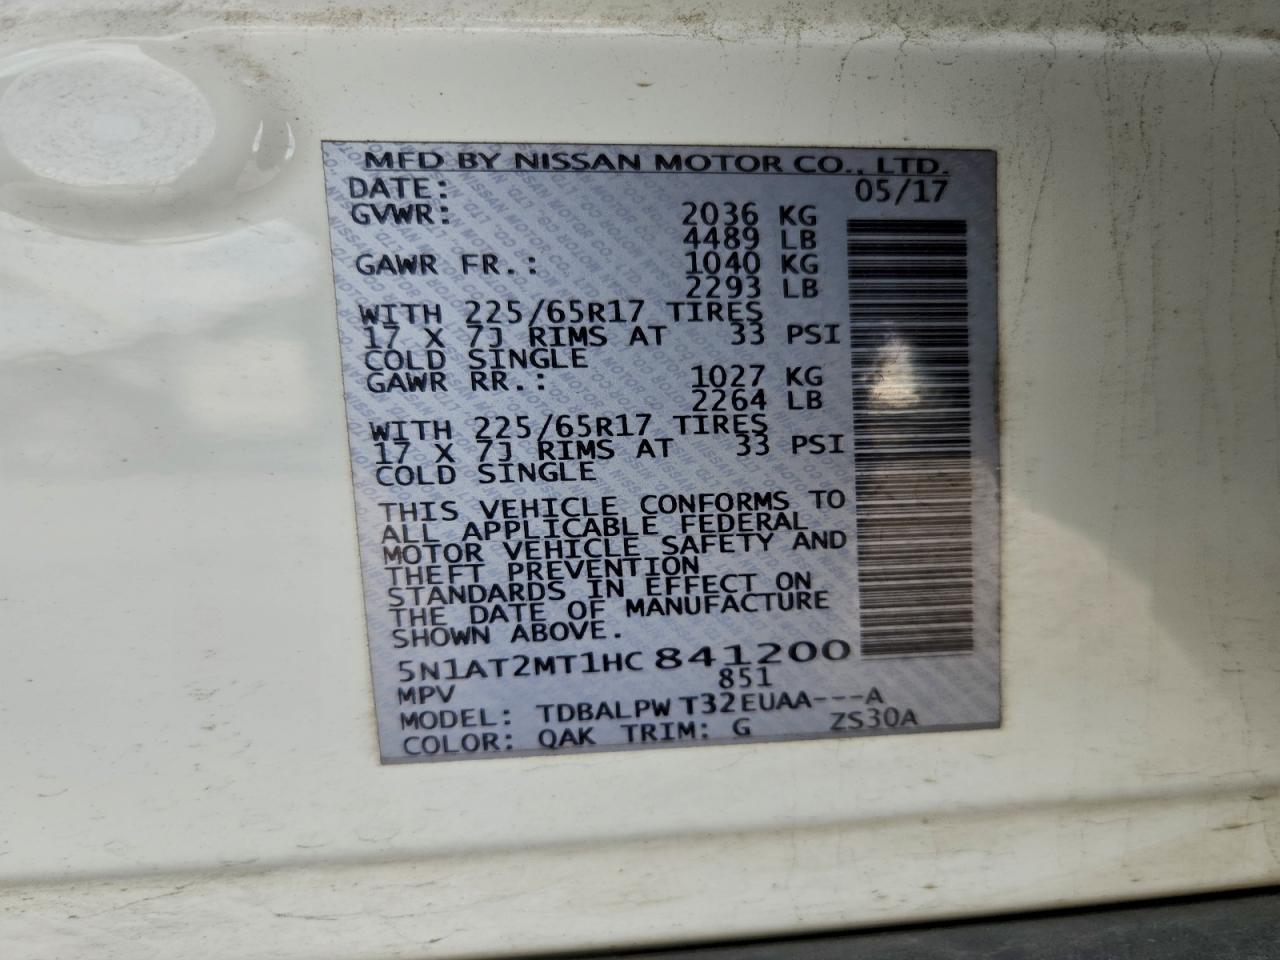 MFD BY NISSAN MOTOR CO., LTD.
DATE: 05/17
GVWR: 2036 KG
4489 LB
GAWR FR.: 1040 KG
2293 LB
WITH 225/65R17 TIRES
17 X 7J RIMS AT 33 PSI
COLD SINGLE
GAWR RR.: 1027 KG
2264 LB
WITH 225/65R17 TIRES
17 X 7J RIMS AT 33 PSI
COLD SINGLE
THIS VEHICLE CONFORMS TO
ALL APPLICABLE FEDERAL
MOTOR VEHICLE SAFETY AND
THEFT PREVENTION
STANDARDS IN EFFECT ON
THE DATE OF MANUFACTURE
SHOWN ABOVE.
5N1AT2MT1HC841200
MPV 851
MODEL: TDBALPW T32EUAA---A
COLOR: QAK TRIM: G ZS30A